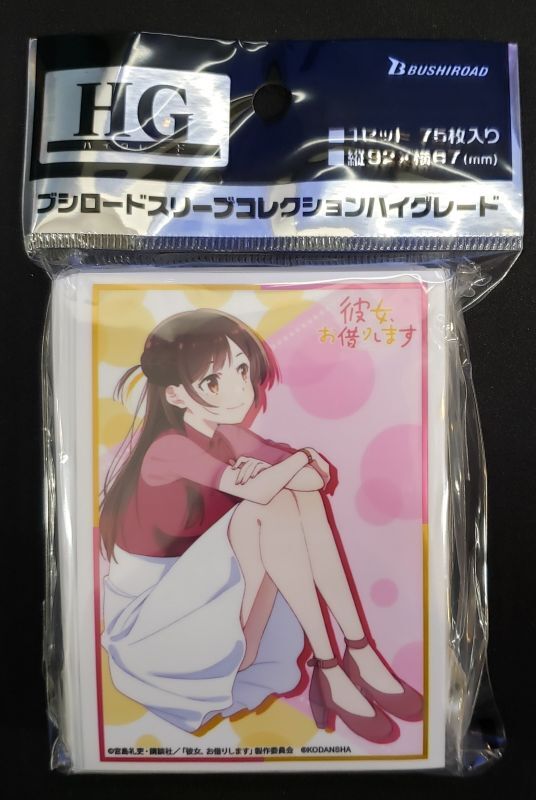 HG
ハイグレード
BUSHIROAD
1セット 75枚入り
縦92×横67(mm)
ブシロードスリーブコレクションハイグレード
彼女、
お借りします
©宮島礼吏・講談社/「彼女、お借りします」製作委員会 ©KODANSHA